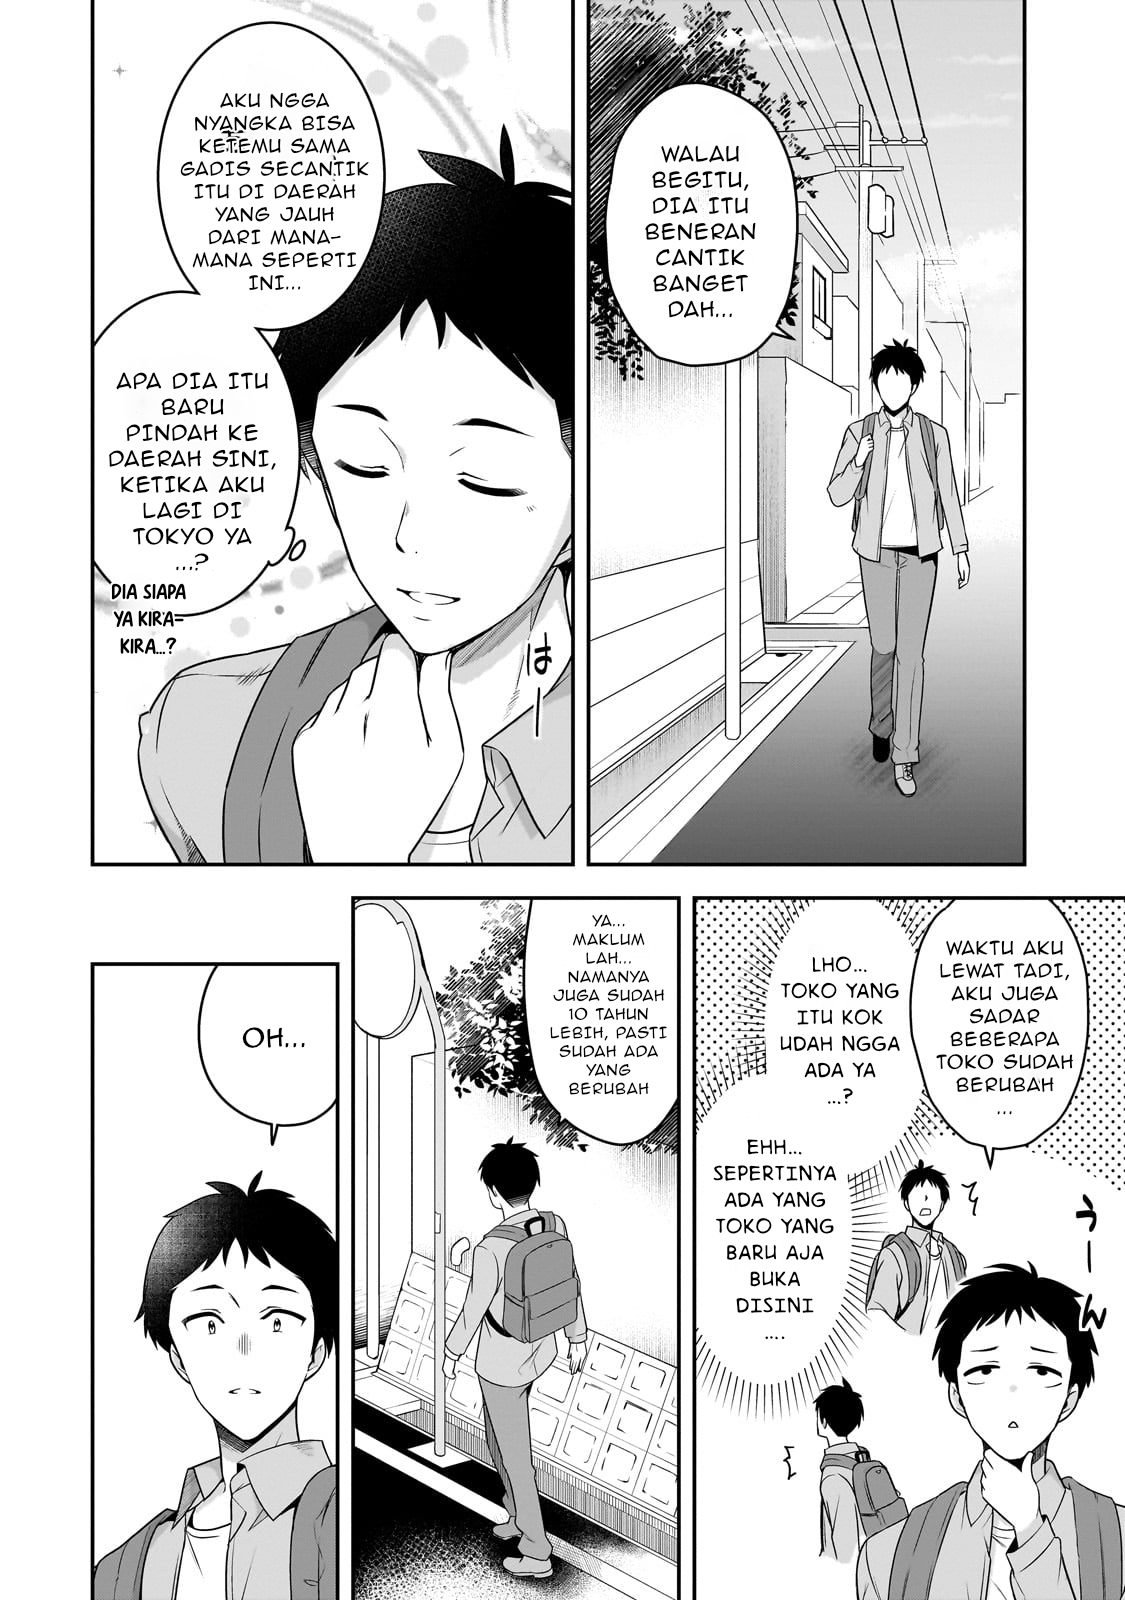 WALAU
BEGITU,
DIA ITU
BENERAN
CANTIK
BANGET
DAH...
AKU NGGA
NYANGKA BISA
KETEMU SAMA
GADIS SECANTIK
ITU DI DAERAH
YANG JAUH
DARI MANA-
MANA SEPERTI
INI...
APA DIA ITU
BARU
PINDAH KE
DAERAH SINI,
KETIKA AKU
LAGI DI
TOKYO YA
...?
DIA SIAPA
YA KIRA-
KIRA...?
はー
WAKTU AKU
LEWAT TADI,
AKU JUGA
SADAR
BEBERAPA
TOKO SUDAH
BERUBAH
...
LHO...
TOKO YANG
ITU KOK
UDAH NGGA
ADA YA
...?
EHH...
SEPERTINYA
ADA YANG
TOKO YANG
BARU AJA
BUKA
DISINI
....
うーん
YA...
MAKLUM
LAH...
NAMANYA
JUGA SUDAH
10 TAHUN
LEBIH, PASTI
SUDAH ADA
YANG
BERUBAH
OH...